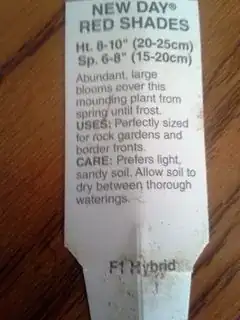 NEW DAY®
RED SHADES
Ht. 8-10" (20-25cm)
Sp. 6-8" (15-20cm)
Abundant, large
blooms cover this
mounding plant from
spring until frost.
USES: Perfectly sized
for rock gardens and
border fronts.
CARE: Prefers light,
sandy soil. Allow soil to
dry between thorough
waterings.
F1 Hybrid